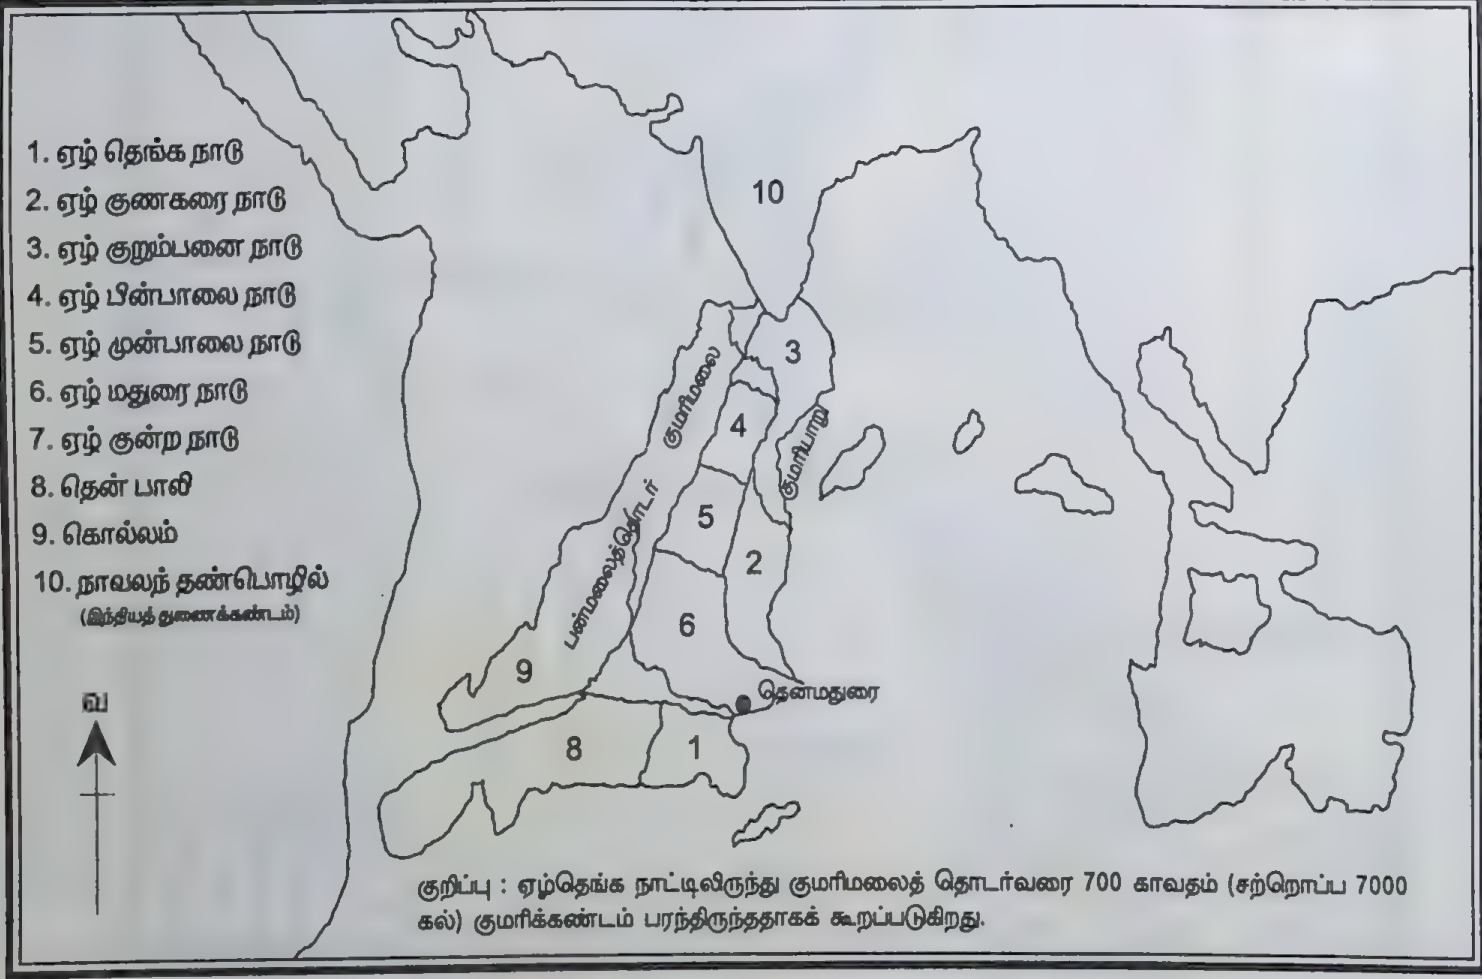 1. ஏழ் தெங்க நாடு
2. ஏழ் குணகரை நாடு
3. ஏழ் குறும்பனை நாடு
4. ஏழ் பின்பாலை நாடு
5. ஏழ் முன்பாலை நாடு
6. ஏழ் மதுரை நாடு
7. ஏழ் குன்ற நாடு
8. தென் பாலி
9. கொல்லம்
10. நாவலந் தண்பொழில்
(இந்தியத் துணைக்கண்டம்)
வ
10
3
குமரிமலை
4
குமரியாறு
பன்மலைத்தொடர்
5
2
6
9
தென்மதுரை
8
1
குறிப்பு : ஏழ்தெங்க நாட்டிலிருந்து குமரிமலைத் தொடர்வரை 700 காவதம் (சற்றொப்ப 7000
கல்) குமரிக்கண்டம் பரந்திருந்ததாகக் கூறப்படுகிறது.